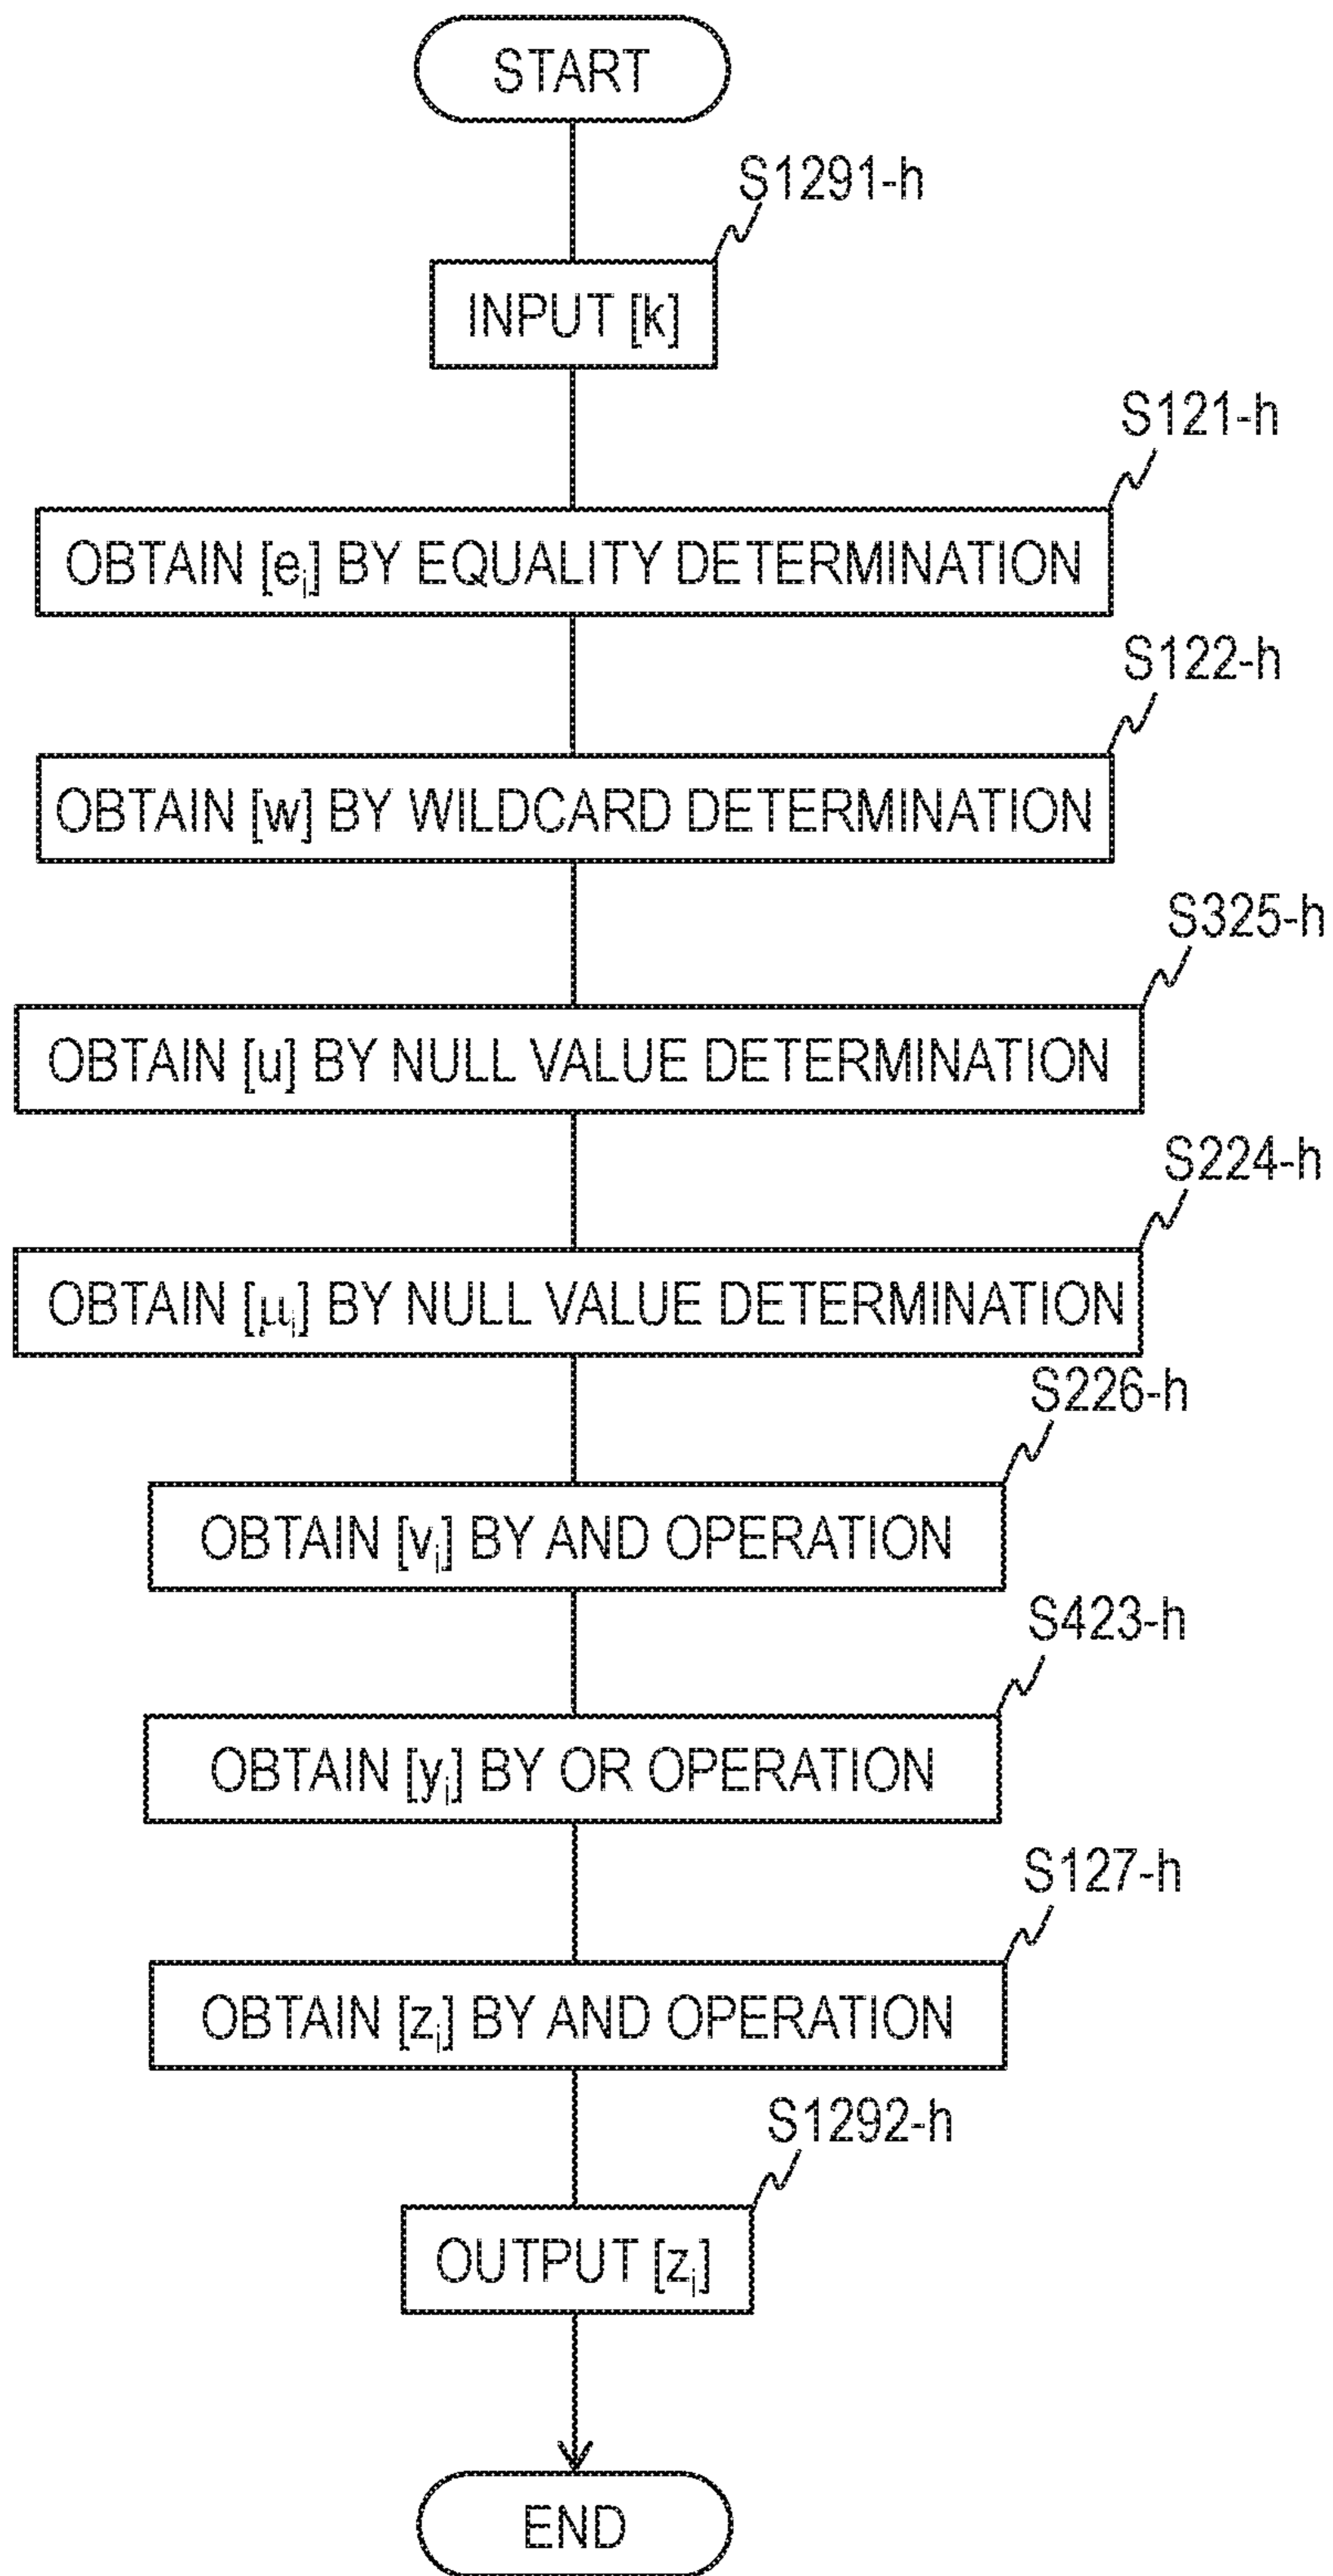 START
S1291-h
INPUT [k]
S121-h
OBTAIN [eᵢ] BY EQUALITY DETERMINATION
S122-h
OBTAIN [w] BY WILDCARD DETERMINATION
S325-h
OBTAIN [u] BY NULL VALUE DETERMINATION
S224-h
OBTAIN [μᵢ] BY NULL VALUE DETERMINATION
S226-h
OBTAIN [vᵢ] BY AND OPERATION
S423-h
OBTAIN [yᵢ] BY OR OPERATION
S127-h
OBTAIN [zᵢ] BY AND OPERATION
S1292-h
OUTPUT [zᵢ]
END